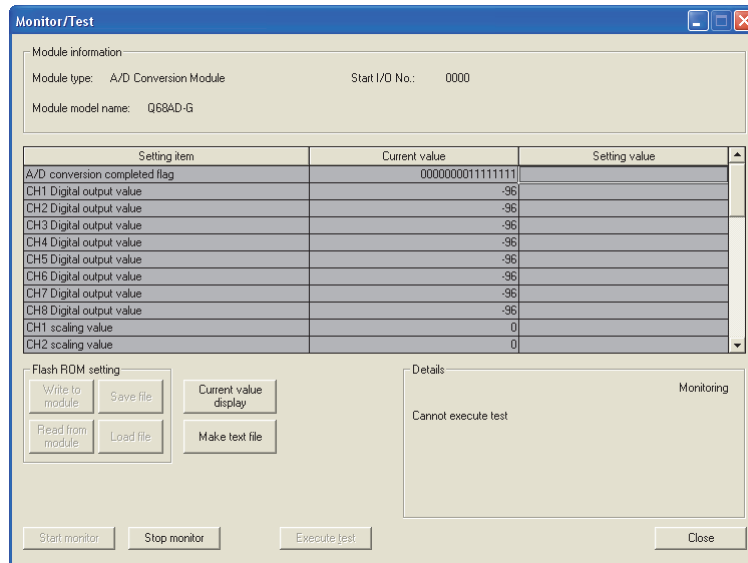 Monitor/Test
Module information
Module type: A/D Conversion Module Start I/O No.: 0000
Module model name: Q68AD-G
Setting item Current value Setting value
A/D conversion completed flag 0000000011111111
CH1 Digital output value -96
CH2 Digital output value -96
CH3 Digital output value -96
CH4 Digital output value -96
CH5 Digital output value -96
CH6 Digital output value -96
CH7 Digital output value -96
CH8 Digital output value -96
CH1 scaling value 0
CH2 scaling value 0
Flash ROM setting
Write to
module
Save file
Current value
display
Read from
module
Load file
Make text file
Details
Monitoring
Cannot execute test
Start monitor Stop monitor Execute test Close